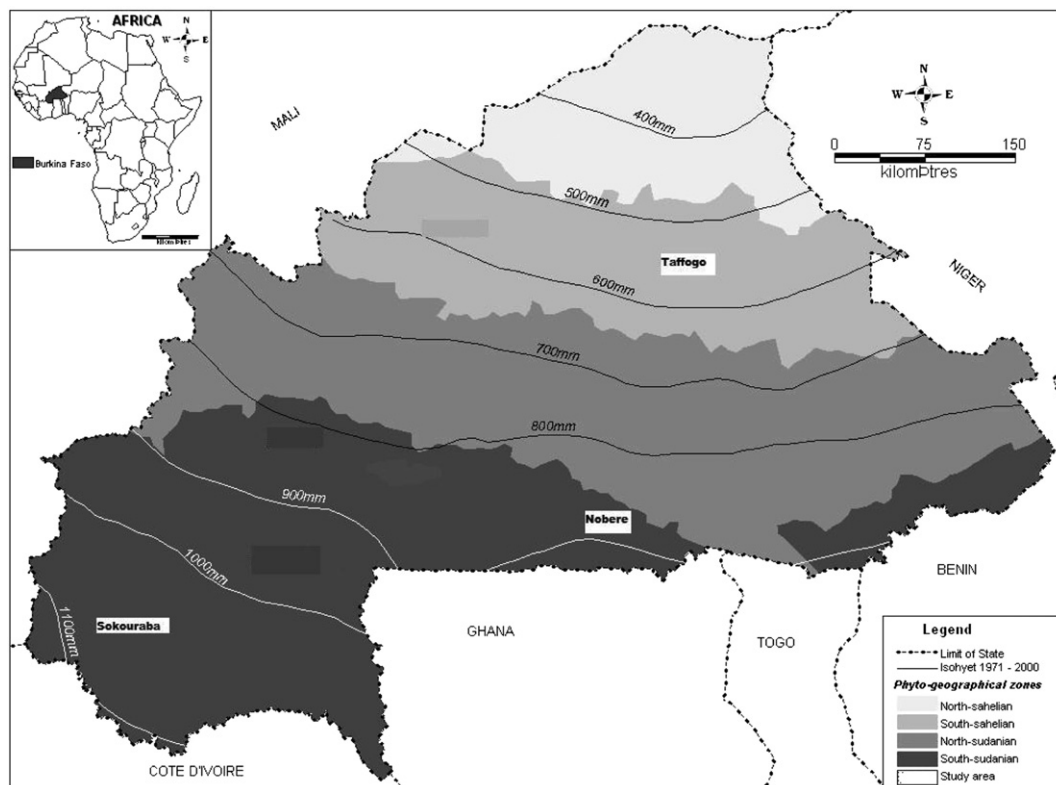 AFRICA
N
W E
S
Burkina Faso
kilomÞtres
MALI
N
W E
S
0 75 150
kilomÞtres
400mm
500mm
Taffogo
NIGER
600mm
700mm
800mm
900mm
Nobere
1000mm
BENIN
1100mm
Sokouraba
GHANA
TOGO
COTE D'IVOIRE
Legend
Limit of State
Isohyet 1971 - 2000
Phyto-geographical zones
North-sahelian
South-sahelian
North-sudanian
South-sudanian
Study area